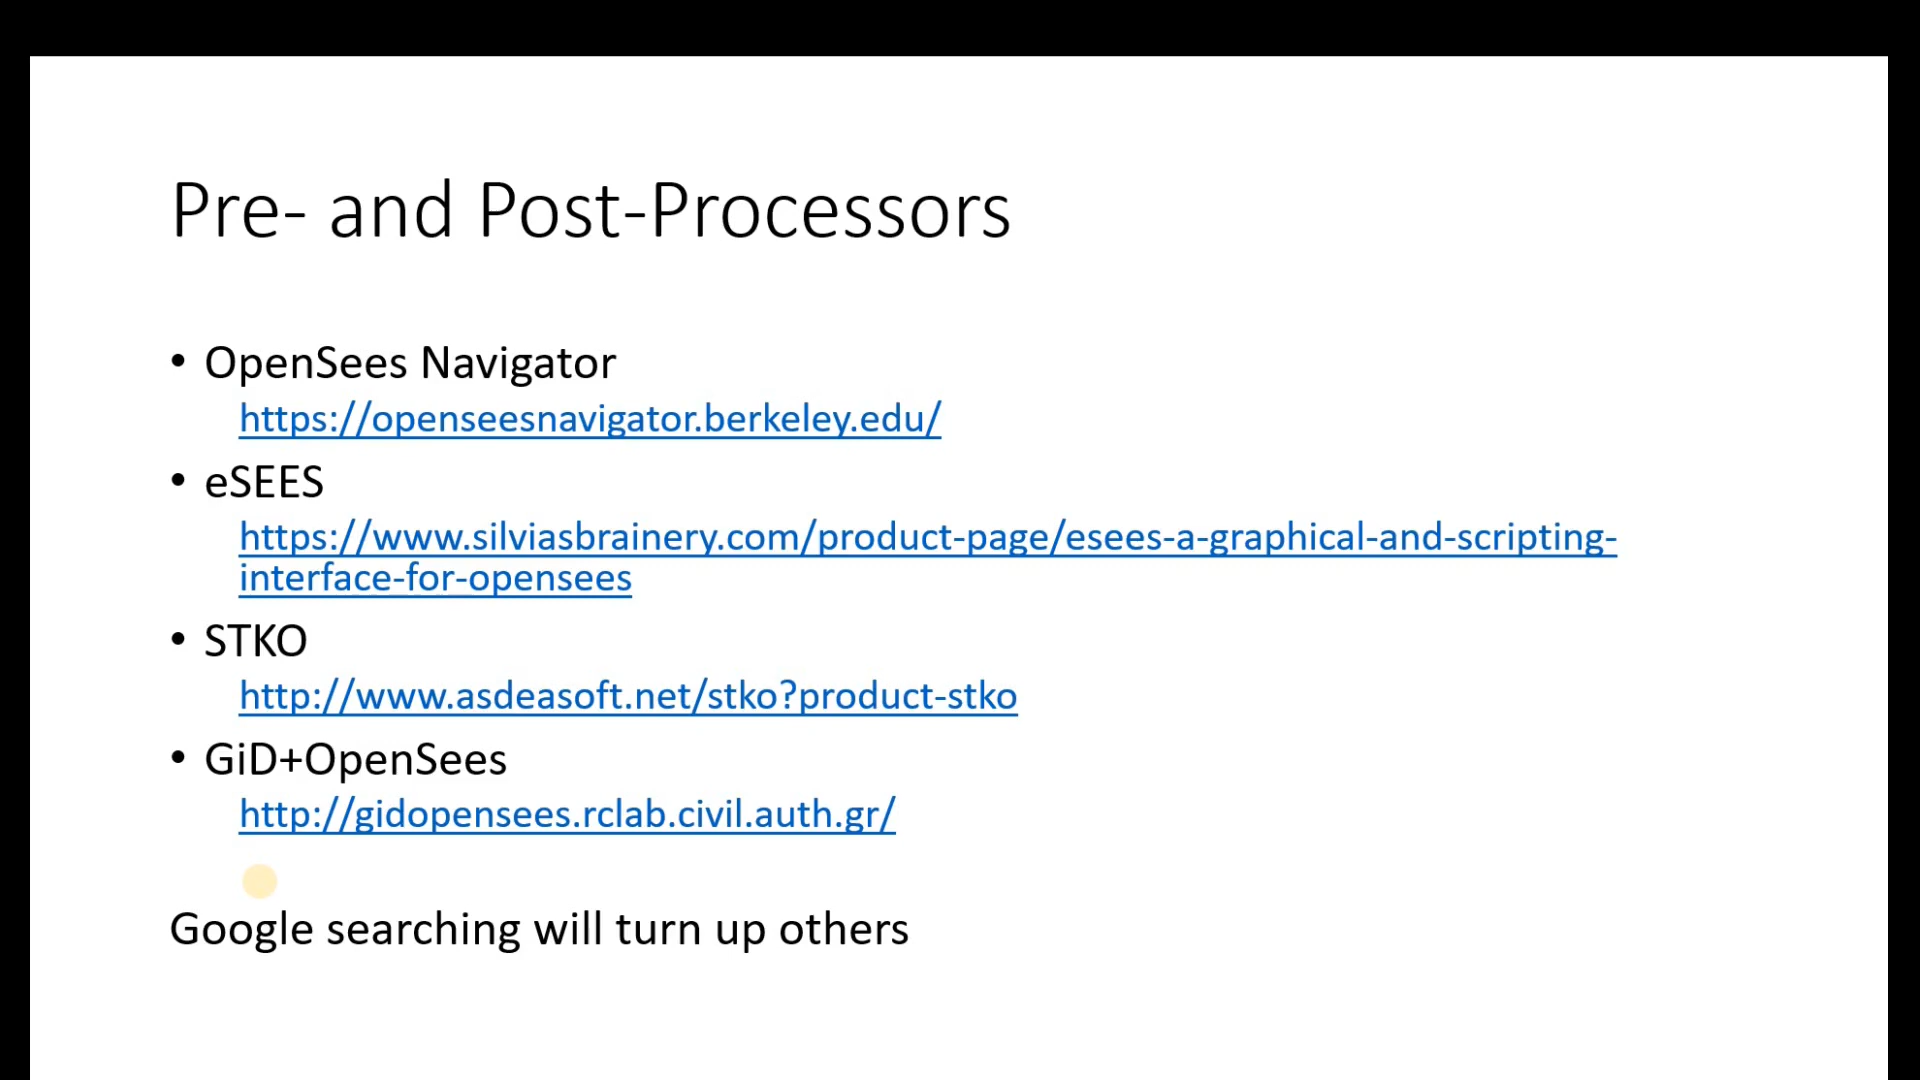 Pre- and Post-Processors
• OpenSees Navigator
https://openseesnavigator.berkeley.edu/
• eSEES
https://www.silviasbrainery.com/product-page/esees-a-graphical-and-scripting-
interface-for-opensees
• STKO
http://www.asdeasoft.net/stko?product-stko
• GiD+OpenSees
http://gidopensees.rclab.civil.auth.gr/
Google searching will turn up others